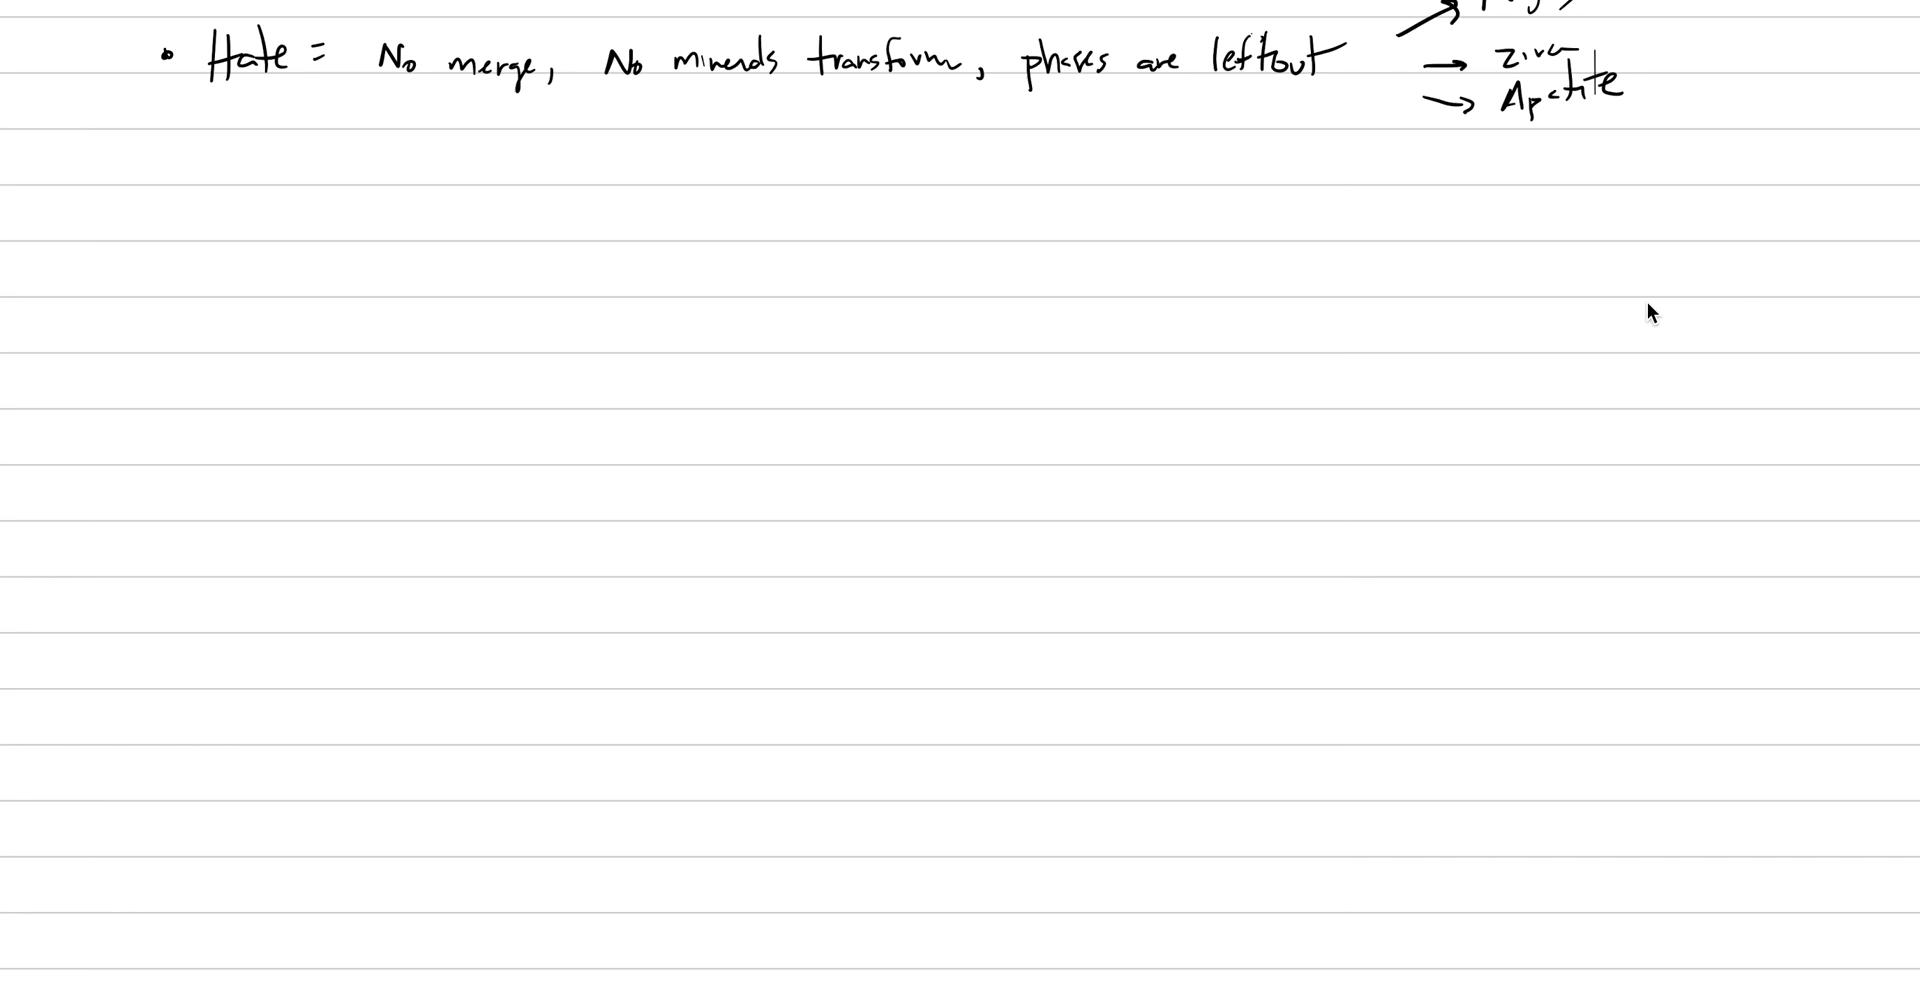 • Hate = No merge, No minerals transform, phases are leftout
→ Zircon
→ Apatite